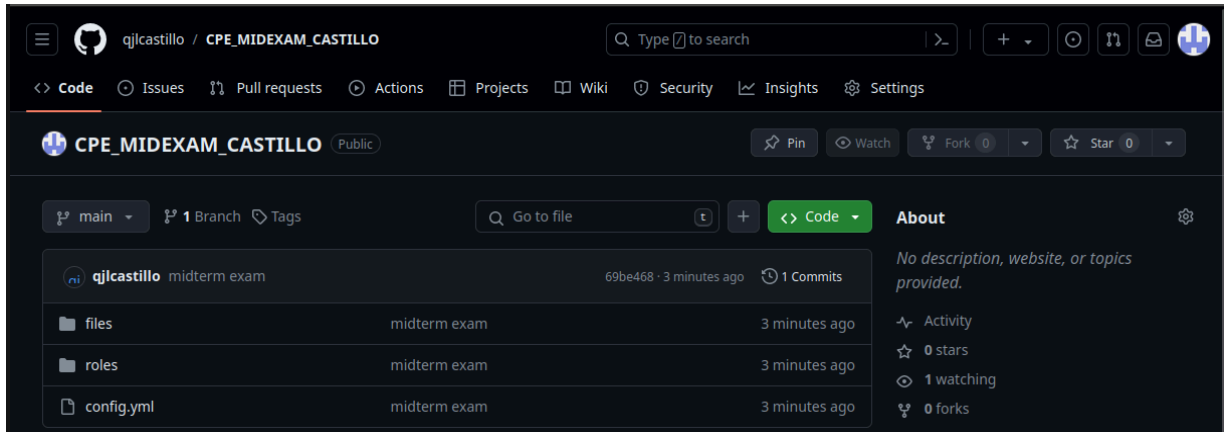 qjlcastillo / CPE_MIDEXAM_CASTILLO
Type / to search
Code Issues Pull requests Actions Projects Wiki Security Insights Settings
CPE_MIDEXAM_CASTILLO Public
Pin Watch Fork 0 Star 0
main 1 Branch Tags Go to file t Code
About
No description, website, or topics
provided.
qjlcastillo midterm exam 69be468 · 3 minutes ago 1 Commits
files midterm exam 3 minutes ago
Activity
0 stars
roles midterm exam 3 minutes ago
1 watching
config.yml midterm exam 3 minutes ago
0 forks